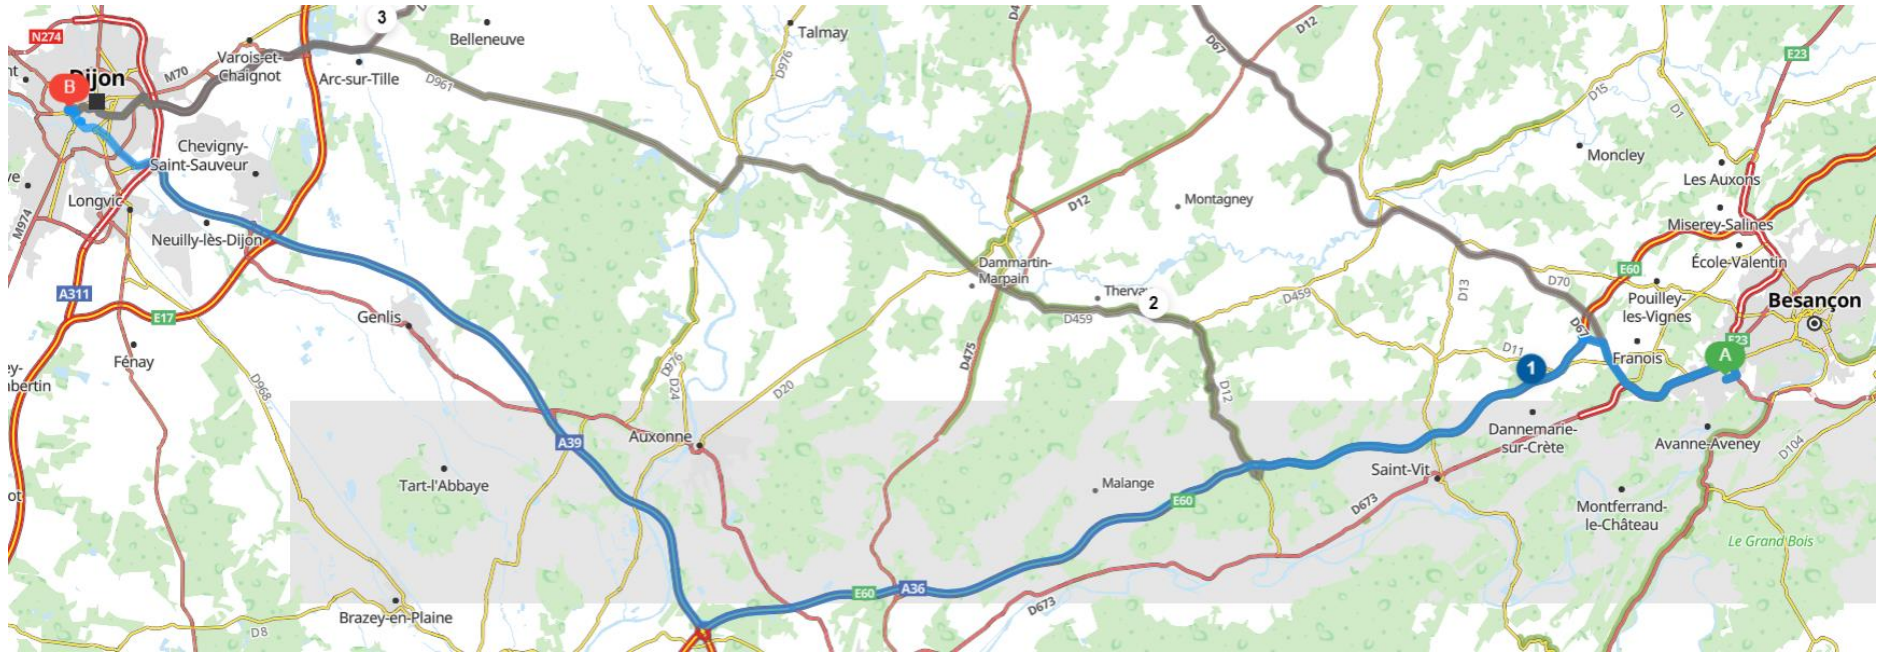 N274
Dijon
B
M70
Varois-et-
Chaignot
3
Belleneuve
Arc-sur-Tille
D961
Talmay
D976
D67
D12
E23
D15
D1
Chevigny-
Saint-Sauveur
Longvic
M974
Neuilly-lès-Dijon
Montagney
D12
Moncley
Les Auxons
Miserey-Salines
École-Valentin
A311
E17
Genlis
Fénay
Dammartin-
Marpain
2
D459
D459
D13
D70
E60
Pouilley-
les-Vignes
Besançon
D475
D976
D24
D20
D12
D11
1
Franois
E23
A
D968
A39
Auxonne
Tart-l'Abbaye
Malange
E60
Saint-Vit
Dannemarie-
sur-Crète
Avanne-Aveney
D104
D673
Montferrand-
le-Château
Le Grand Bois
E60
A36
D673
Brazey-en-Plaine
D8